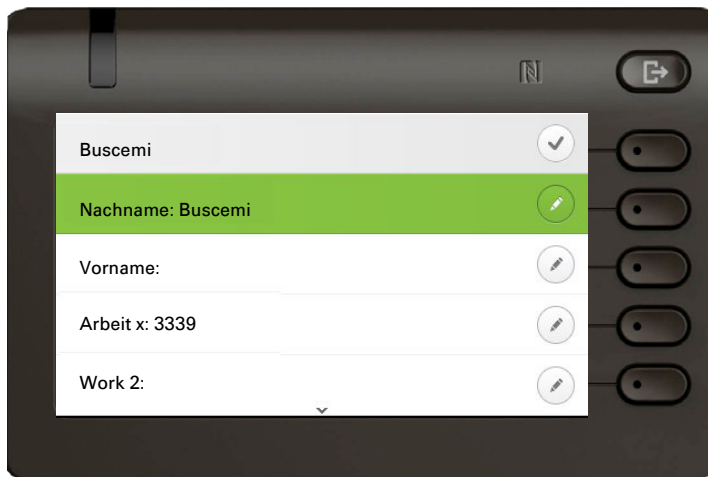 Buscemi
Nachname: Buscemi
Vorname:
Arbeit x: 3339
Work 2: